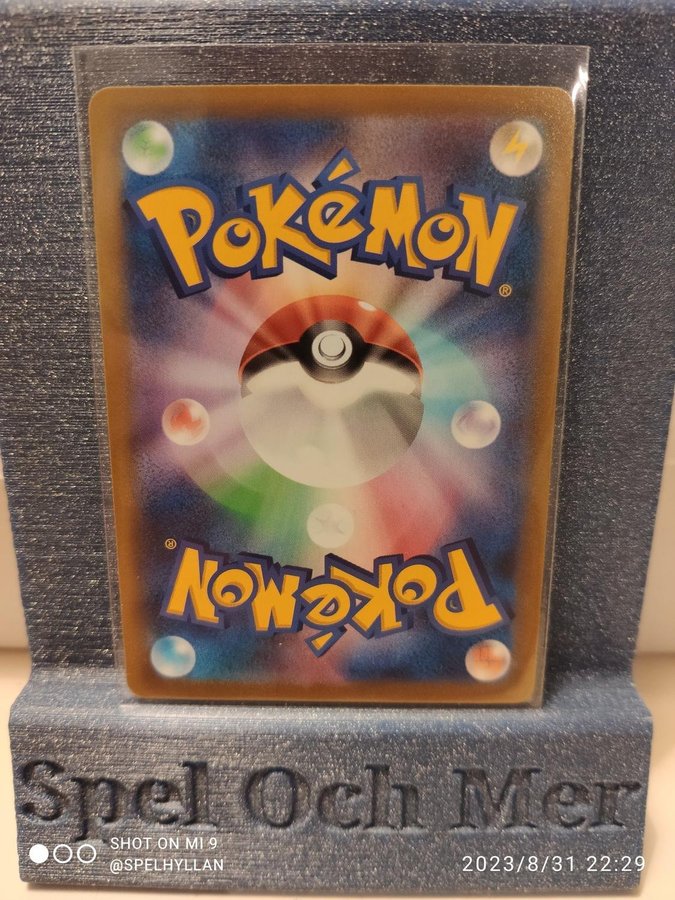 POKéMON®
POKéMON®
Spel Och Mer
SHOT ON MI 9
@SPELHYLLAN
2023/8/31 22:29